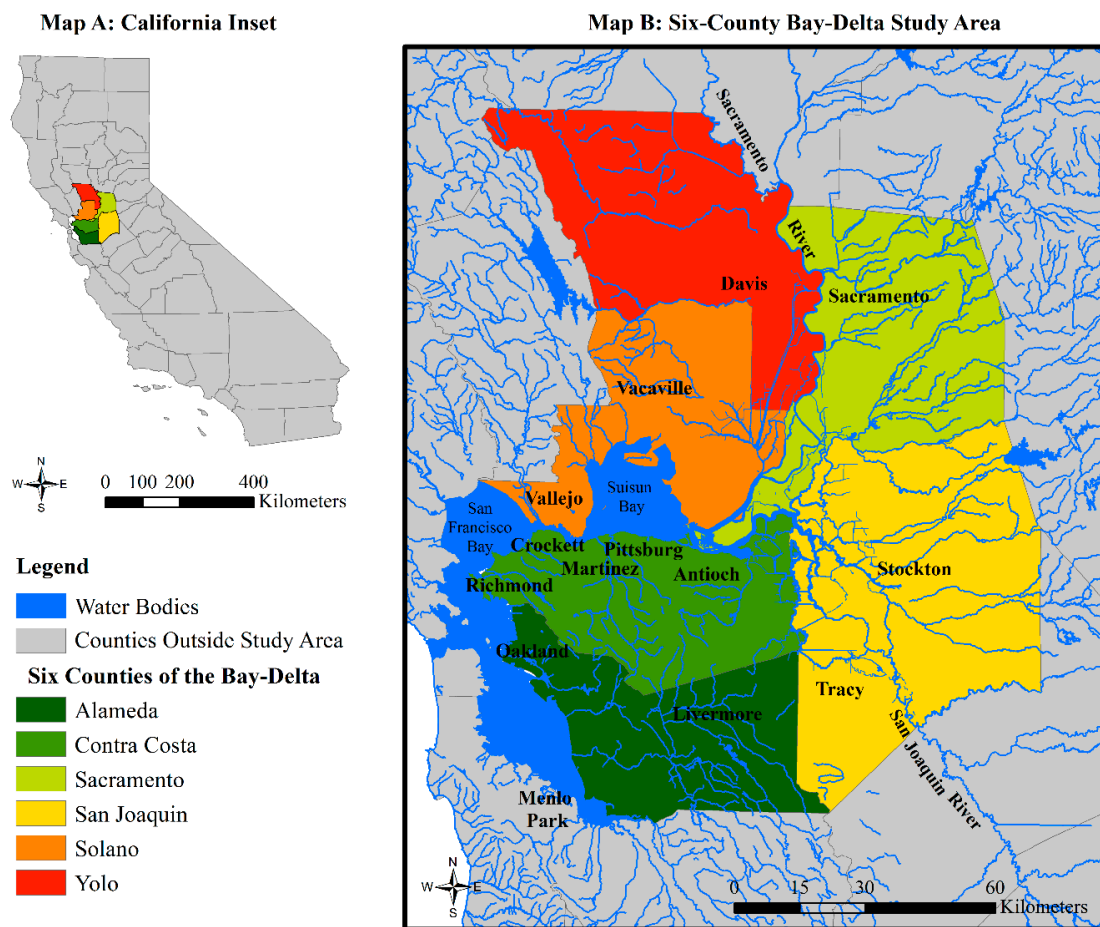 Map A: California Inset
N
W E
S
0 100 200 400
Kilometers
Legend
Water Bodies
Counties Outside Study Area
Six Counties of the Bay-Delta
Alameda
Contra Costa
Sacramento
San Joaquin
Solano
Yolo
Map B: Six-County Bay-Delta Study Area
Sacramento
River
Davis
Sacramento
Vacaville
Suisun
Bay
Vallejo
San
Francisco
Bay
Crockett
Pittsburg
Martinez
Antioch
Stockton
Richmond
Oakland
Tracy
Livermore
San Joaquin River
Menlo
Park
N
W E
S
0 15 30 60
Kilometers